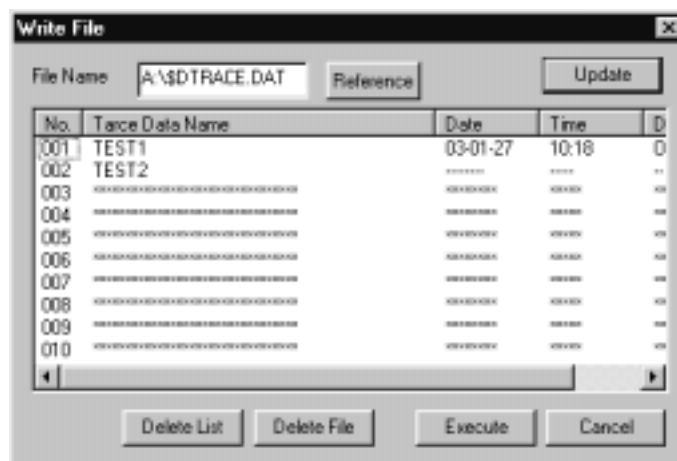 Write File
File Name A:\$DTRACE.DAT Reference Update
No. Tarce Data Name Date Time D
001 TEST1 03-01-27 10:18 D
002 TEST2 -------- ----- --
003
004
005
006
007
008
009
010
Delete List Delete File Execute Cancel